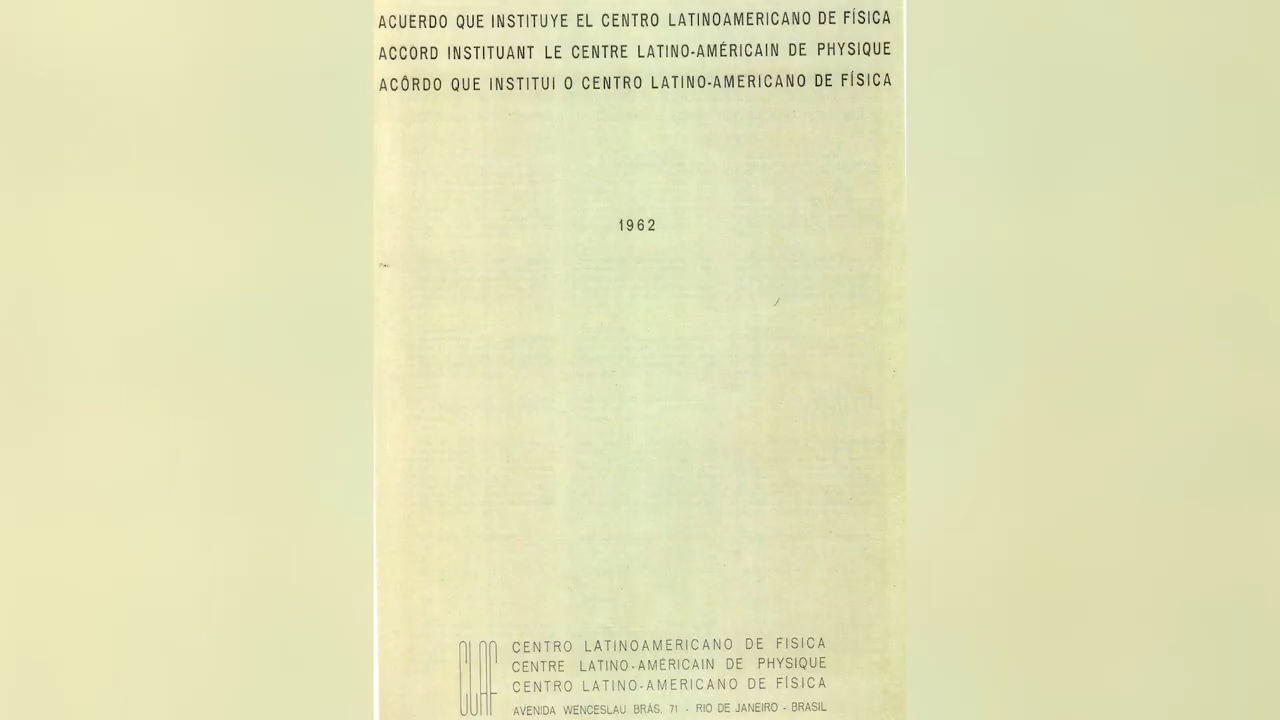 ACUERDO QUE INSTITUYE EL CENTRO LATINOAMERICANO DE FÍSICA
ACCORD INSTITUANT LE CENTRE LATINO-AMÉRICAIN DE PHYSIQUE
ACÔRDO QUE INSTITUI O CENTRO LATINO-AMERICANO DE FÍSICA
1962
CLAF
CENTRO LATINOAMERICANO DE FISICA
CENTRE LATINO-AMÉRICAIN DE PHYSIQUE
CENTRO LATINO-AMERICANO DE FÍSICA
AVENIDA WENCESLAU BRÁS, 71 - RIO DE JANEIRO - BRASIL